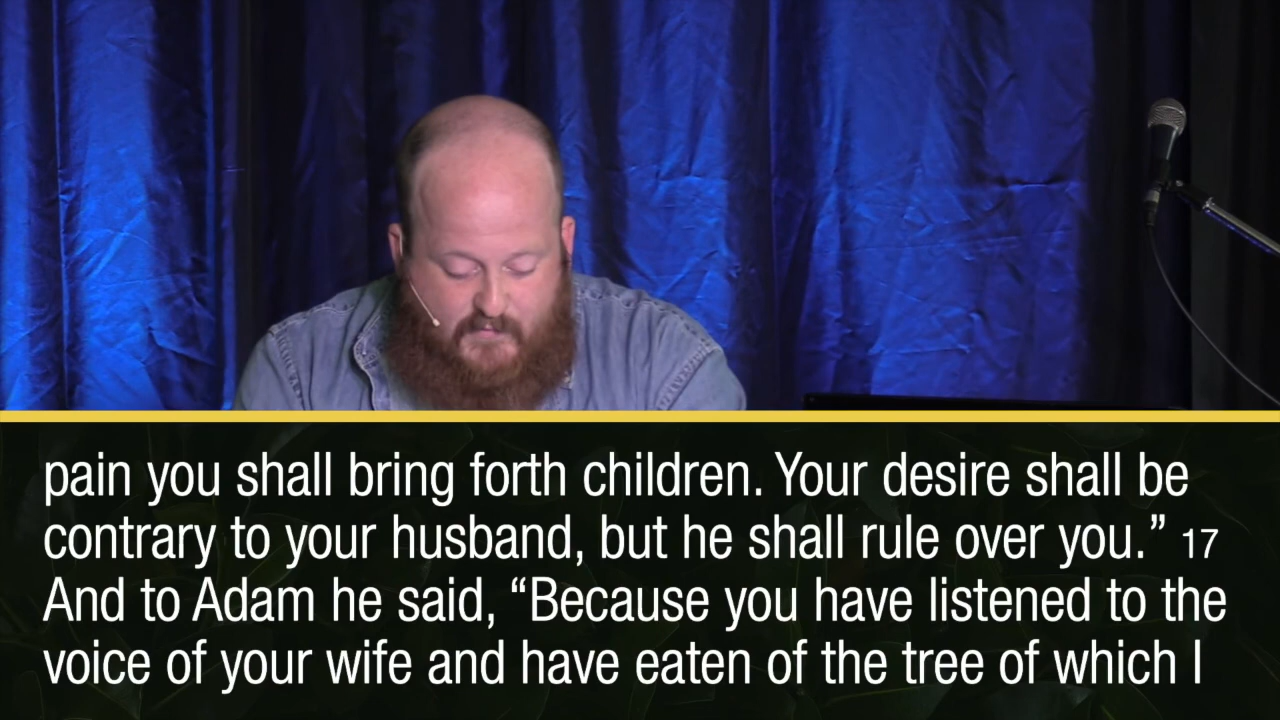 pain you shall bring forth children. Your desire shall be
contrary to your husband, but he shall rule over you.” 17
And to Adam he said, “Because you have listened to the
voice of your wife and have eaten of the tree of which I